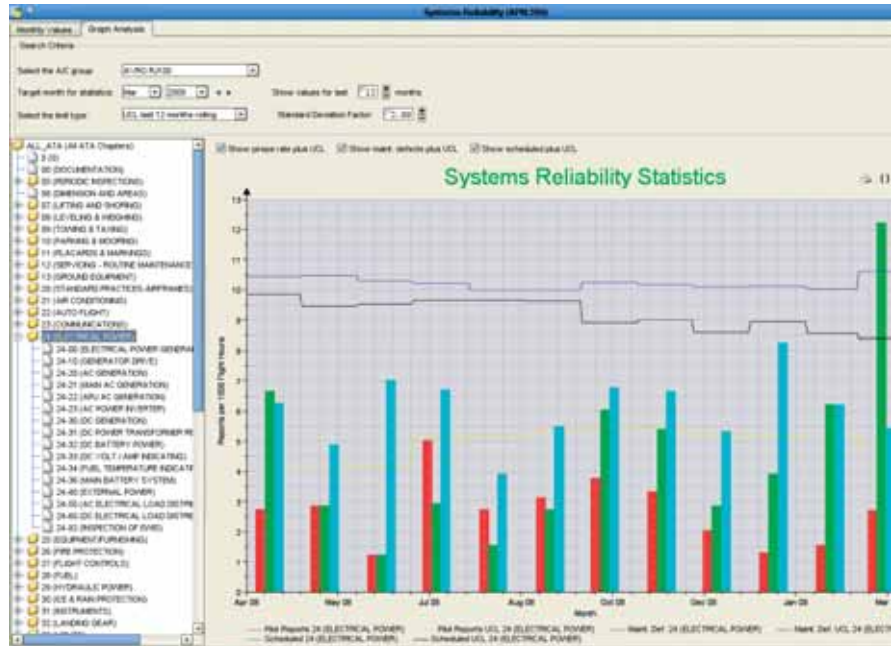 Systems Reliability
Monthly Values
Graph Analysis
Search Criteria
Select the A/C group
Target month for statistics
Mar
2009
Show values for last
12
months
Select the limit type
UCL last 12 months rolling
Standard Deviation Factor
2.00
ALL_ATA (All ATA Chapters)
00 (DOCUMENTATION)
05 (PERIODIC INSPECTIONS)
06 (DIMENSION AND AREAS)
07 (LIFTING AND SHORING)
08 (LEVELING & WEIGHING)
09 (TOWING & TAXING)
10 (PARKING & MOORING)
11 (PLACARDS & MARKINGS)
12 (SERVICING - ROUTINE MAINTENANCE
13 (GROUND EQUIPMENT)
20 (STANDARD PRACTICES-AIRFRAMES)
21 (AIR CONDITIONING)
22 (AUTO FLIGHT)
23 (COMMUNICATIONS)
24 (ELECTRICAL POWER)
24-00 (ELECTRICAL POWER GENERAL
24-10 (GENERATOR DRIVE)
24-20 (AC GENERATION)
24-21 (MAIN AC GENERATION)
24-22 (APU AC GENERATION)
24-23 (AC POWER INVERTER)
24-30 (DC GENERATION)
24-31 (DC POWER TRANSFORMER RE
24-32 (DC BATTERY POWER)
24-33 (DC VOLT / AMP INDICATING)
24-34 (FUEL TEMPERATURE INDICATI
24-36 (MAIN BATTERY SYSTEM)
24-40 (EXTERNAL POWER)
24-50 (AC ELECTRICAL LOAD DISTRI
24-60 (DC ELECTRICAL LOAD DISTRI
25 (EQUIPMENT/FURNISHING)
26 (FIRE PROTECTION)
27 (FLIGHT CONTROLS)
28 (FUEL)
29 (HYDRAULIC POWER)
30 (ICE & RAIN PROTECTION)
31 (INSTRUMENTS)
32 (LANDING GEAR)
Show pirep rate plus UCL
Show maint. defects plus UCL
Show scheduled plus UCL
Systems Reliability Statistics
Reports per 1000 Flight Hours
13
12
11
10
9
8
7
6
5
4
3
2
1
0
Apr 08
May 08
Jul 08
Aug 08
Oct 08
Dec 08
Jan 09
Mar
Month
Pilot Reports 24 (ELECTRICAL POWER)
Pilot Reports UCL 24 (ELECTRICAL POWER)
Maint. Def. 24 (ELECTRICAL POWER)
Maint. Def. UCL 24 (ELECT
Scheduled 24 (ELECTRICAL POWER)
Scheduled UCL 24 (ELECTRICAL POWER)